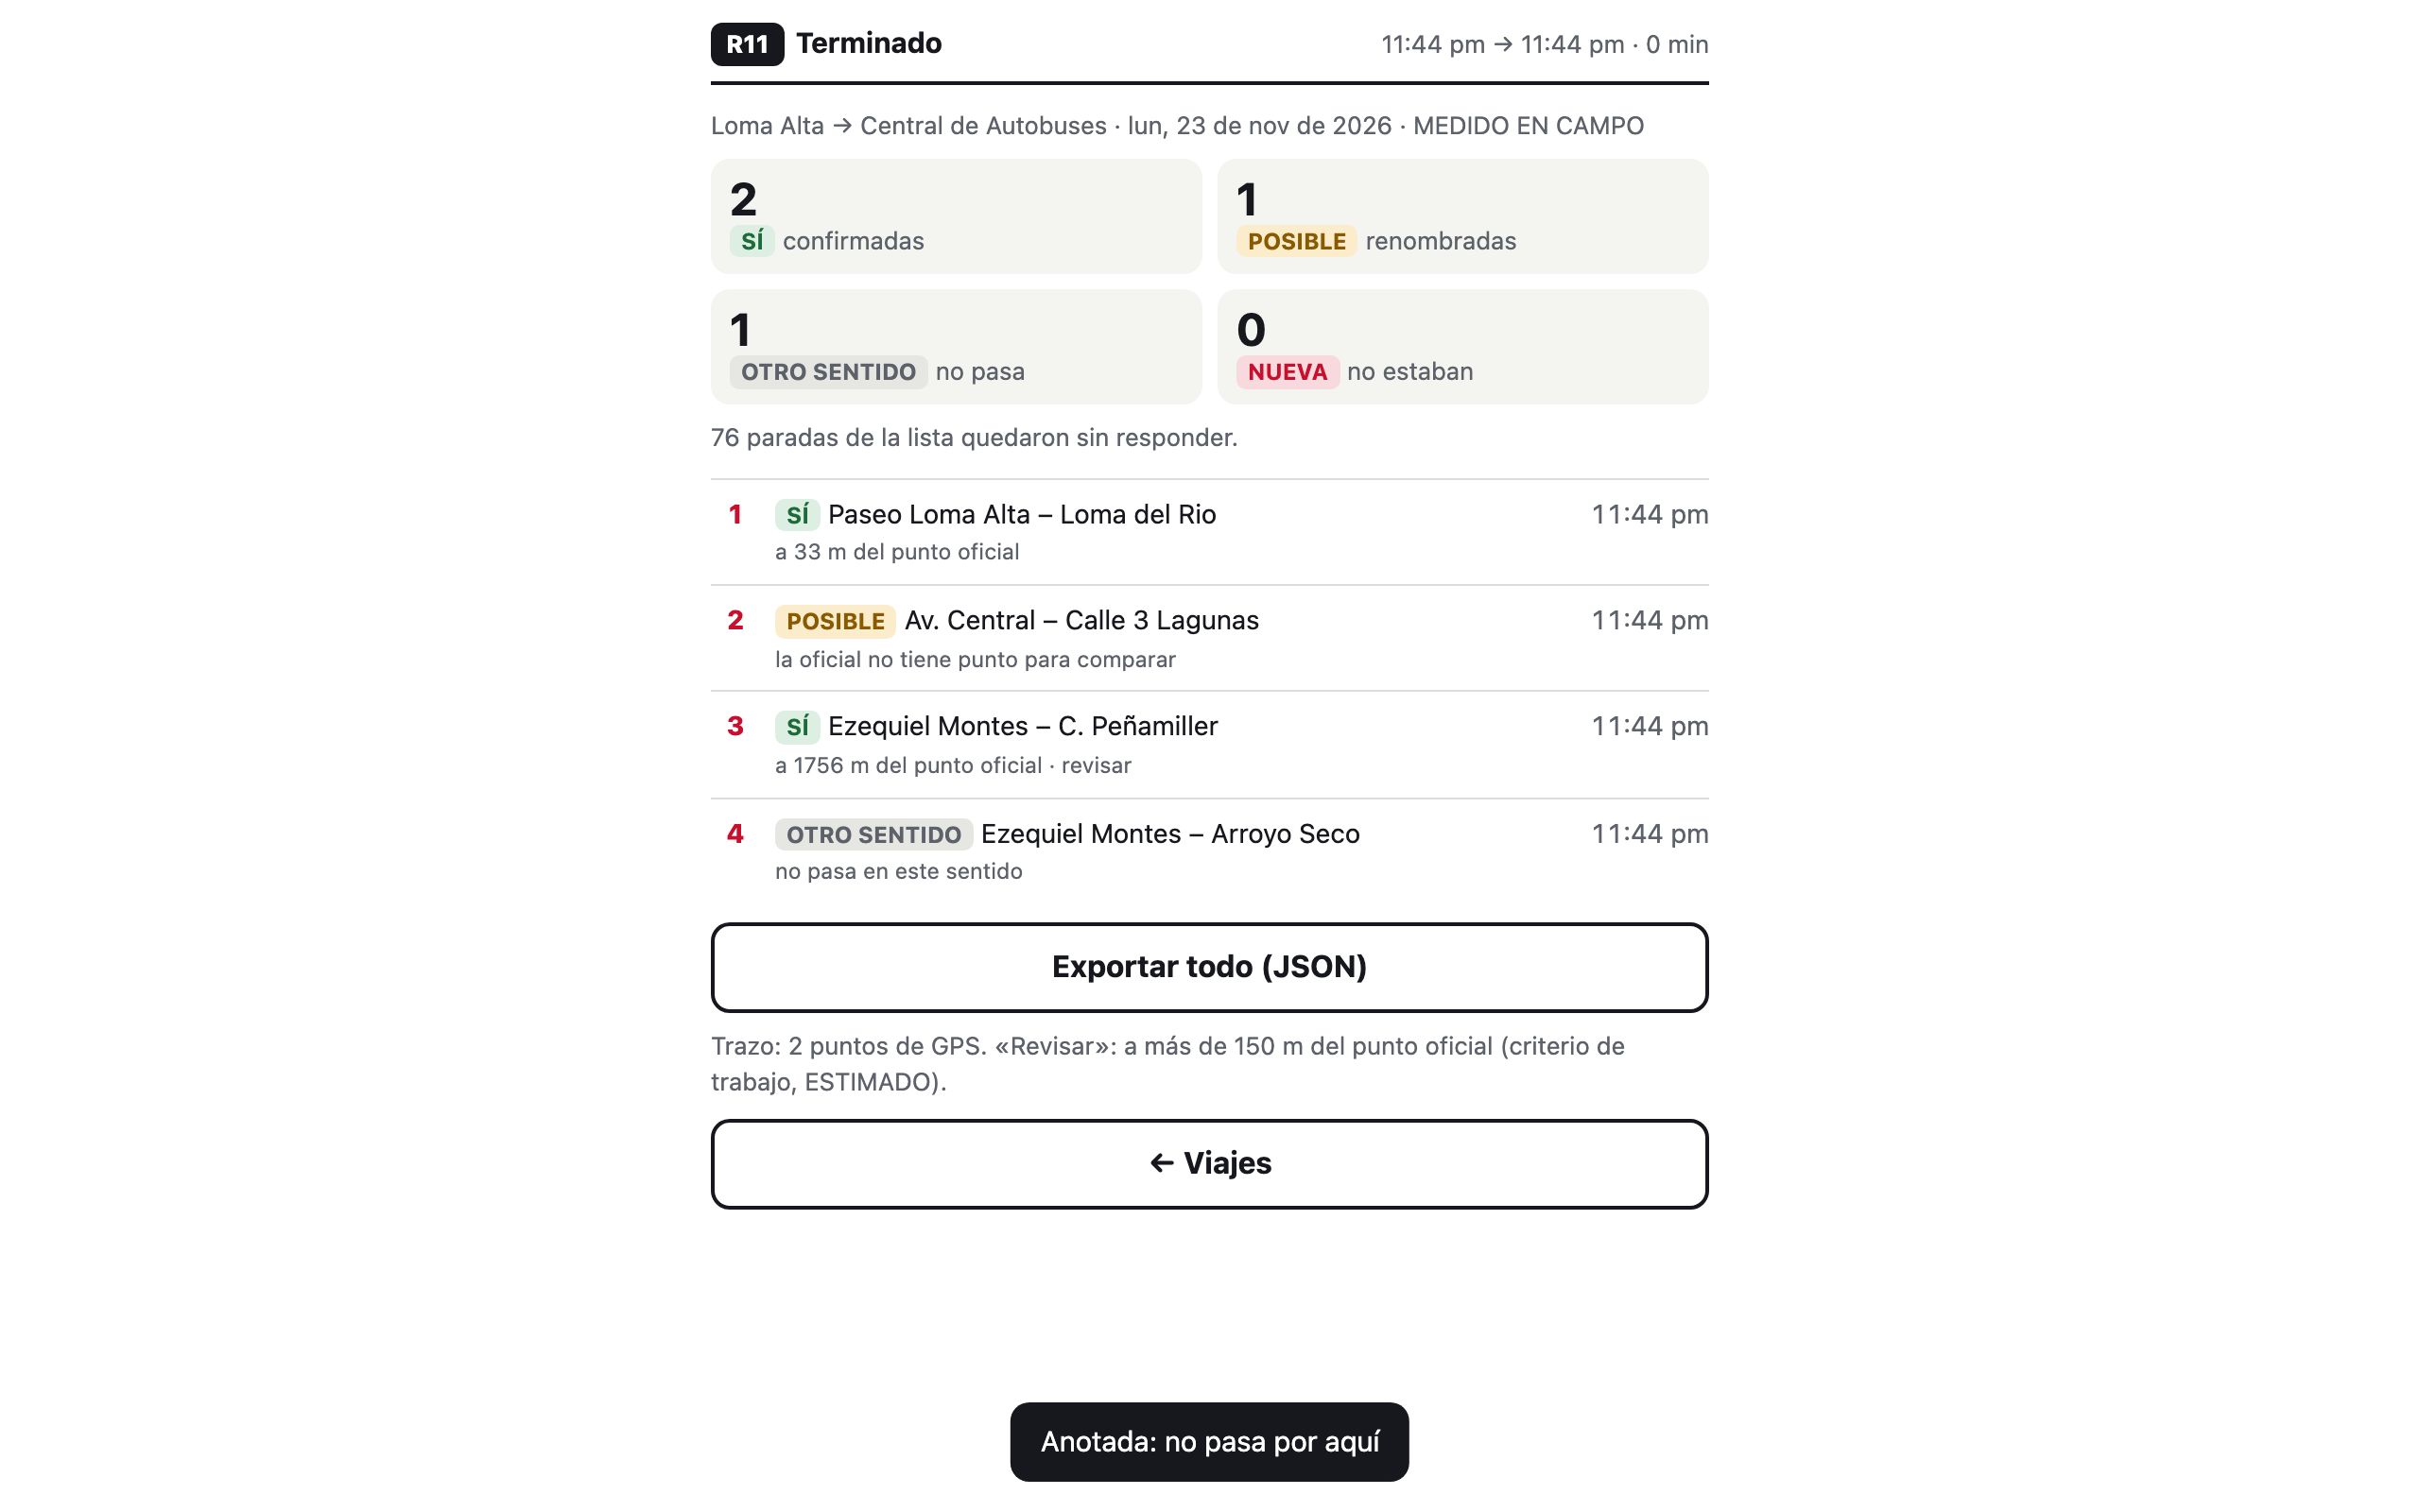 R11 Terminado 11:44 pm → 11:44 pm · 0 min
Loma Alta → Central de Autobuses · lun, 23 de nov de 2026 · MEDIDO EN CAMPO
2
SÍ confirmadas
1
POSIBLE renombradas
1
OTRO SENTIDO no pasa
0
NUEVA no estaban
76 paradas de la lista quedaron sin responder.
1 SÍ Paseo Loma Alta – Loma del Rio 11:44 pm
a 33 m del punto oficial
2 POSIBLE Av. Central – Calle 3 Lagunas 11:44 pm
la oficial no tiene punto para comparar
3 SÍ Ezequiel Montes – C. Peñamiller 11:44 pm
a 1756 m del punto oficial · revisar
4 OTRO SENTIDO Ezequiel Montes – Arroyo Seco 11:44 pm
no pasa en este sentido
Exportar todo (JSON)
Trazo: 2 puntos de GPS. «Revisar»: a más de 150 m del punto oficial (criterio de
trabajo, ESTIMADO).
← Viajes
Anotada: no pasa por aquí